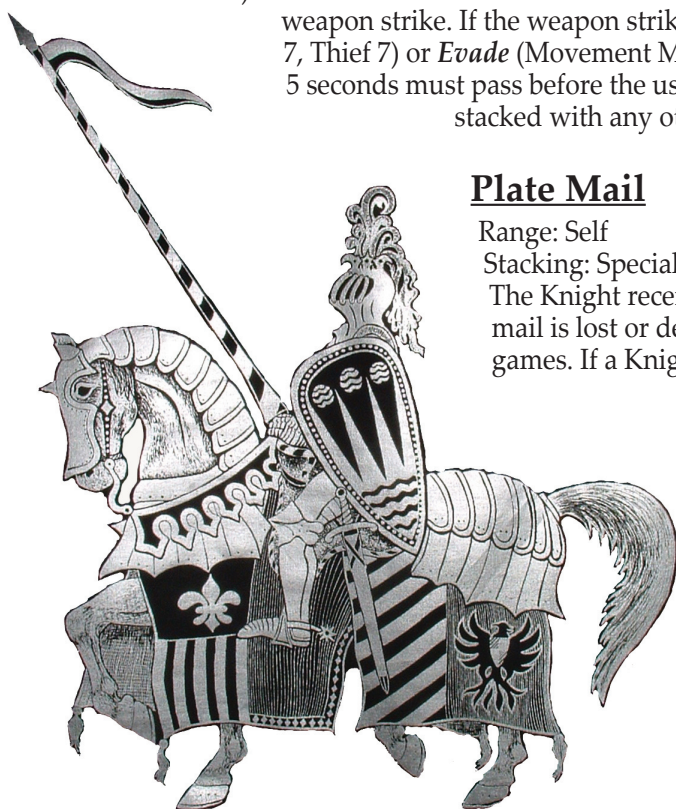 weapon strike. If the weapon strik
7, Thief 7) or Evade (Movement M
5 seconds must pass before the us
stacked with any ot
Plate Mail
Range: Self
Stacking: Special
The Knight recei
mail is lost or de
games. If a Knig